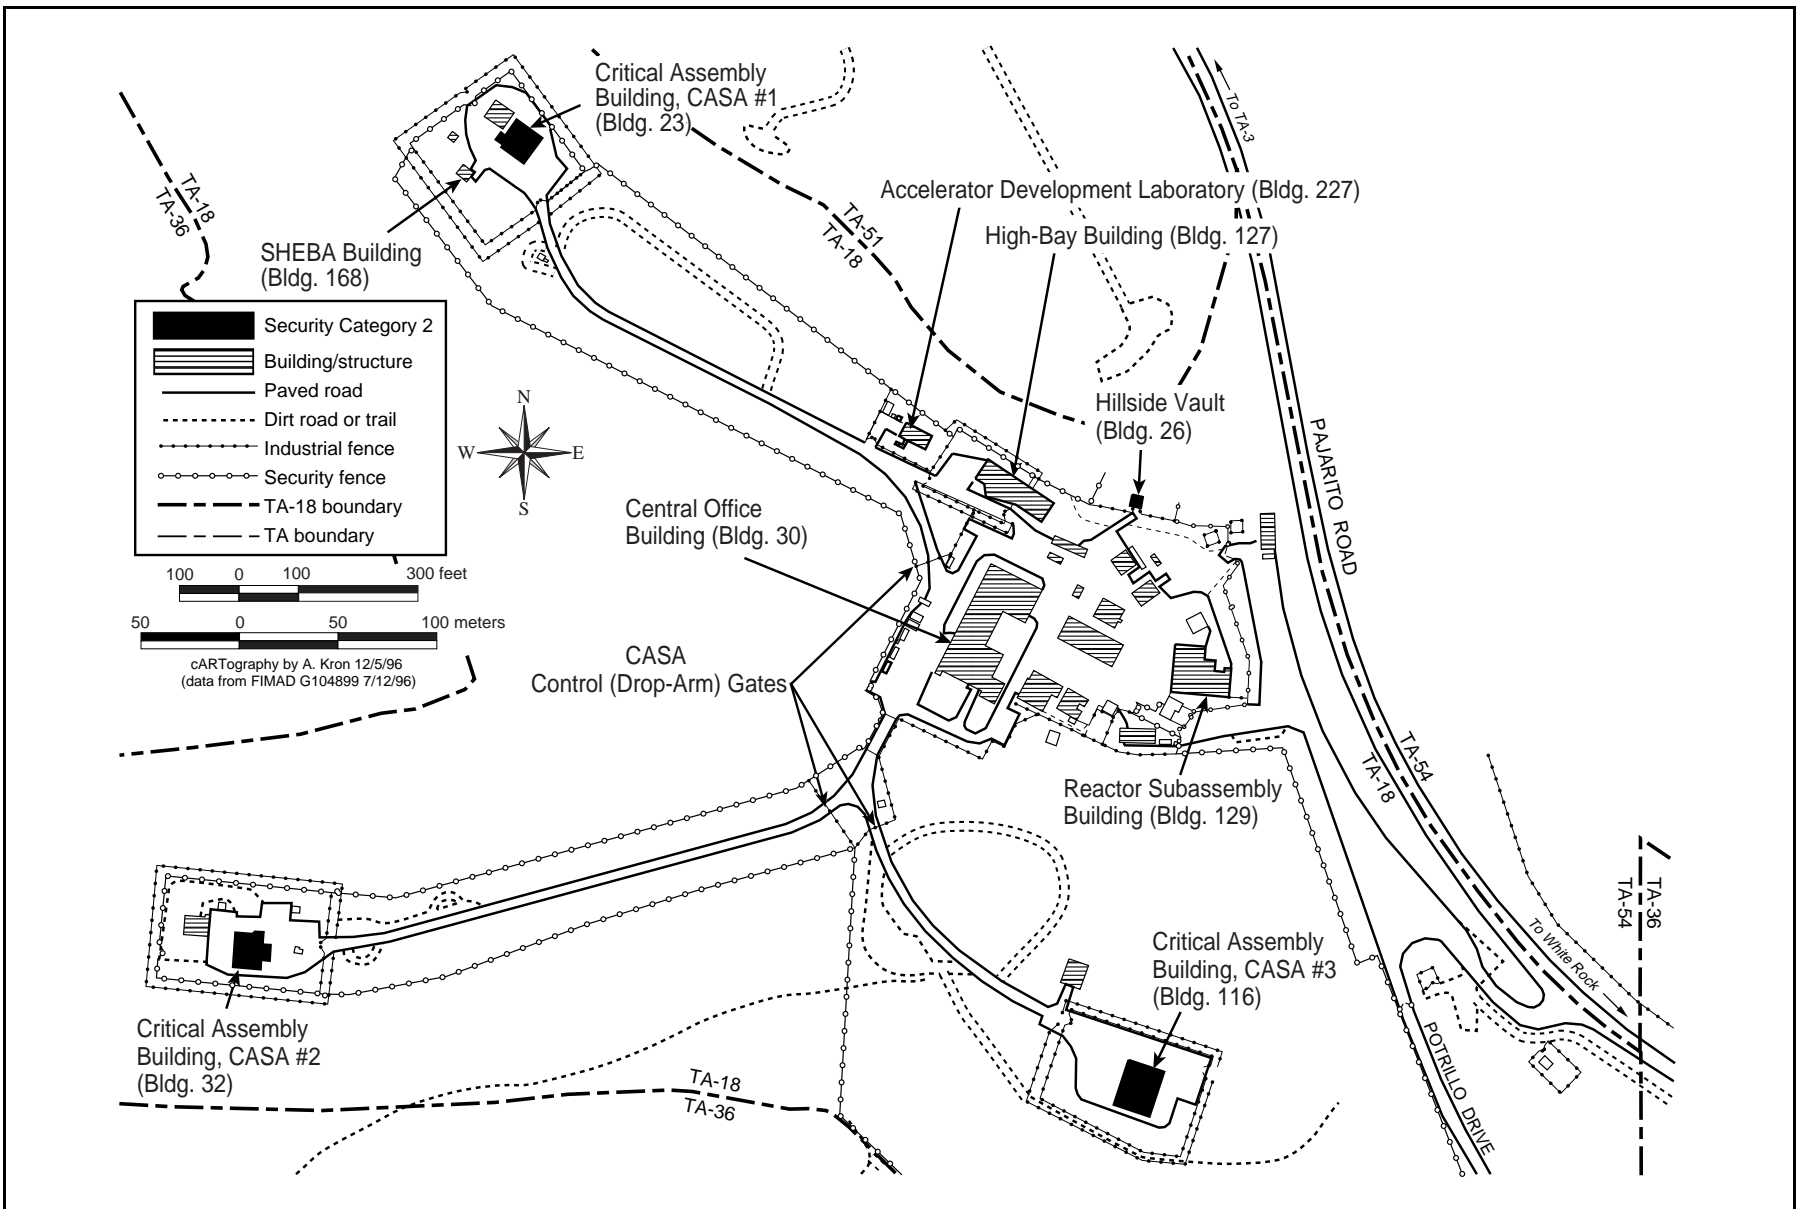 Critical Assembly
Building, CASA #1
(Bldg. 23)
To TA-3
TA-18
TA-36
TA-51
TA-18
Accelerator Development Laboratory (Bldg. 227)
High-Bay Building (Bldg. 127)
SHEBA Building
(Bldg. 168)
Security Category 2
Building/structure
Paved road
Dirt road or trail
Industrial fence
Security fence
TA-18 boundary
TA boundary
N
W
E
S
Hillside Vault
(Bldg. 26)
PAJARITO ROAD
Central Office
Building (Bldg. 30)
100 0 100 300 feet
50 0 50 100 meters
cARTography by A. Kron 12/5/96
(data from FIMAD G104899 7/12/96)
CASA
Control (Drop-Arm) Gates
TA-54
TA-18
Reactor Subassembly
Building (Bldg. 129)
TA-36
TA-54
To White Rock
Critical Assembly
Building, CASA #3
(Bldg. 116)
Critical Assembly
Building, CASA #2
(Bldg. 32)
TA-18
TA-36
POTRILLO DRIVE